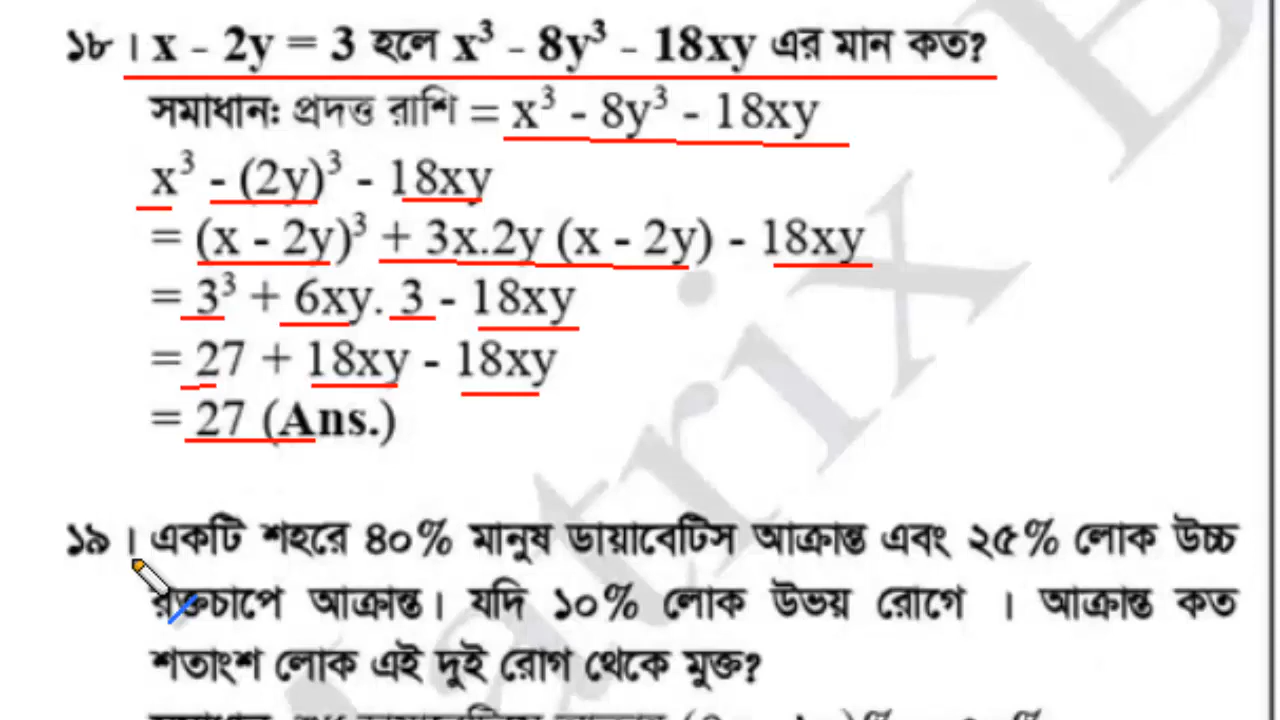 ১৮। x - 2y = 3 হলে x³ - 8y³ - 18xy এর মান কত?
সমাধানঃ প্রদত্ত রাশি = x³ - 8y³ - 18xy
x³ - (2y)³ - 18xy
= (x - 2y)³ + 3x.2y (x - 2y) - 18xy
= 3³ + 6xy. 3 - 18xy
= 27 + 18xy - 18xy
= 27 (Ans.)
১৯। একটি শহরে ৪০% মানুষ ডায়াবেটিস আক্রান্ত এবং ২৫% লোক উচ্চ
রক্তচাপে আক্রান্ত। যদি ১০% লোক উভয় রোগে । আক্রান্ত কত
শতাংশ লোক এই দুই রোগ থেকে মুক্ত?